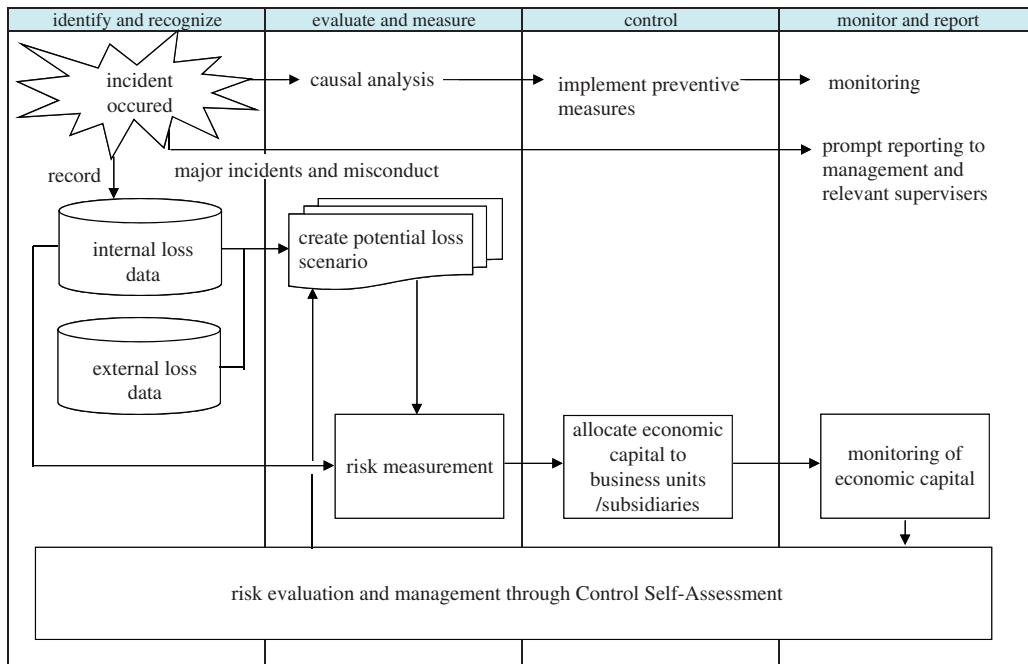 identify and recognize
evaluate and measure
control
monitor and report
incident
occured
causal analysis
implement preventive
measures
monitoring
prompt reporting to
management and
relevant supervisers
record
major incidents and misconduct
internal loss
data
create potential loss
scenario
external loss
data
risk measurement
allocate economic
capital to
business units
/subsidiaries
monitoring of
economic capital
risk evaluation and management through Control Self-Assessment